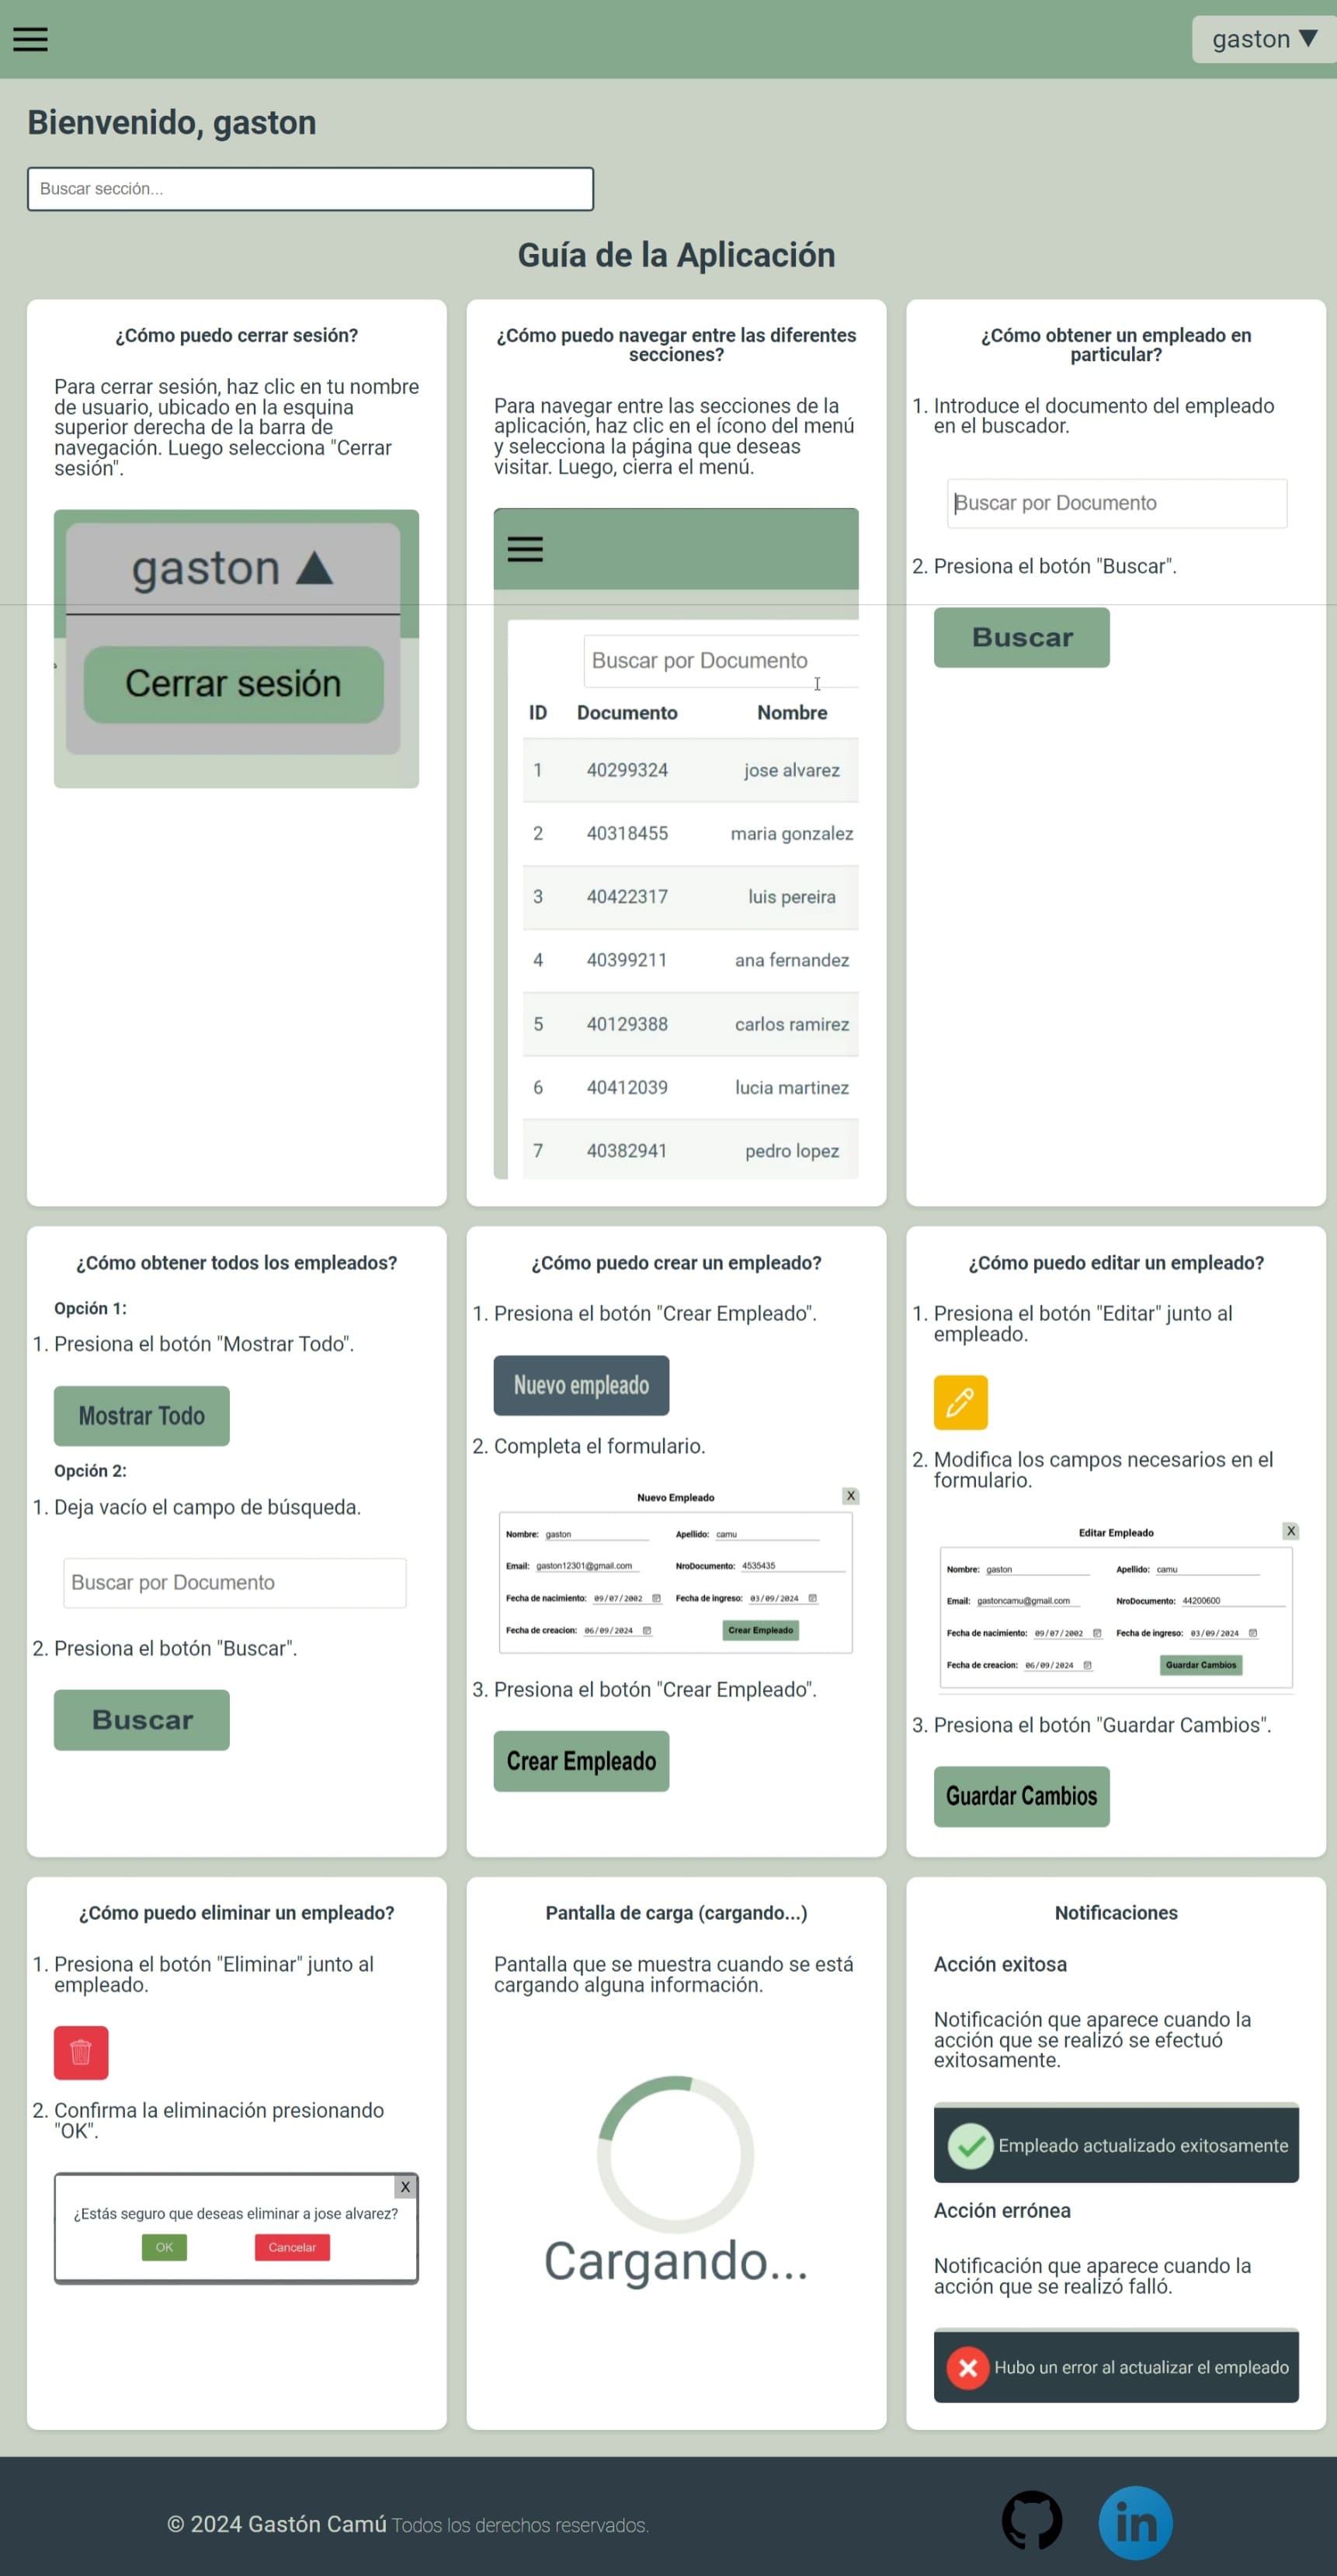 gaston ▼
Bienvenido, gaston
Buscar sección...
Guía de la Aplicación
¿Cómo puedo cerrar sesión?
Para cerrar sesión, haz clic en tu nombre
de usuario, ubicado en la esquina
superior derecha de la barra de
navegación. Luego selecciona "Cerrar
sesión".
gaston ▲
Cerrar sesión
¿Cómo puedo navegar entre las diferentes
secciones?
Para navegar entre las secciones de la
aplicación, haz clic en el ícono del menú
y selecciona la página que deseas
visitar. Luego, cierra el menú.
Buscar por Documento
ID Documento Nombre
1 40299324 jose alvarez
2 40318455 maria gonzalez
3 40422317 luis pereira
4 40399211 ana fernandez
5 40129388 carlos ramirez
6 40412039 lucia martinez
7 40382941 pedro lopez
¿Cómo obtener un empleado en
particular?
1. Introduce el documento del empleado
en el buscador.
Buscar por Documento
2. Presiona el botón "Buscar".
Buscar
¿Cómo obtener todos los empleados?
Opción 1:
1. Presiona el botón "Mostrar Todo".
Mostrar Todo
Opción 2:
1. Deja vacío el campo de búsqueda.
Buscar por Documento
2. Presiona el botón "Buscar".
Buscar
¿Cómo puedo crear un empleado?
1. Presiona el botón "Crear Empleado".
Nuevo empleado
2. Completa el formulario.
Nuevo Empleado X
Nombre: gaston Apellido: camu
Email: gaston12301@gmail.com NroDocumento: 4535435
Fecha de nacimiento: 09/07/2002 Fecha de ingreso: 03/09/2024
Fecha de creacion: 06/09/2024 Crear Empleado
3. Presiona el botón "Crear Empleado".
Crear Empleado
¿Cómo puedo editar un empleado?
1. Presiona el botón "Editar" junto al
empleado.
2. Modifica los campos necesarios en el
formulario.
Editar Empleado X
Nombre: gaston Apellido: camu
Email: gastoncamu@gmail.com NroDocumento: 44200600
Fecha de nacimiento: 09/07/2002 Fecha de ingreso: 03/09/2024
Fecha de creacion: 06/09/2024 Guardar Cambios
3. Presiona el botón "Guardar Cambios".
Guardar Cambios
¿Cómo puedo eliminar un empleado?
1. Presiona el botón "Eliminar" junto al
empleado.
2. Confirma la eliminación presionando
"OK".
X
¿Estás seguro que deseas eliminar a jose alvarez?
OK Cancelar
Pantalla de carga (cargando...)
Pantalla que se muestra cuando se está
cargando alguna información.
Cargando...
Notificaciones
Acción exitosa
Notificación que aparece cuando la
acción que se realizó se efectuó
exitosamente.
Empleado actualizado exitosamente
Acción errónea
Notificación que aparece cuando la
acción que se realizó falló.
Hubo un error al actualizar el empleado
© 2024 Gastón Camú Todos los derechos reservados.
in